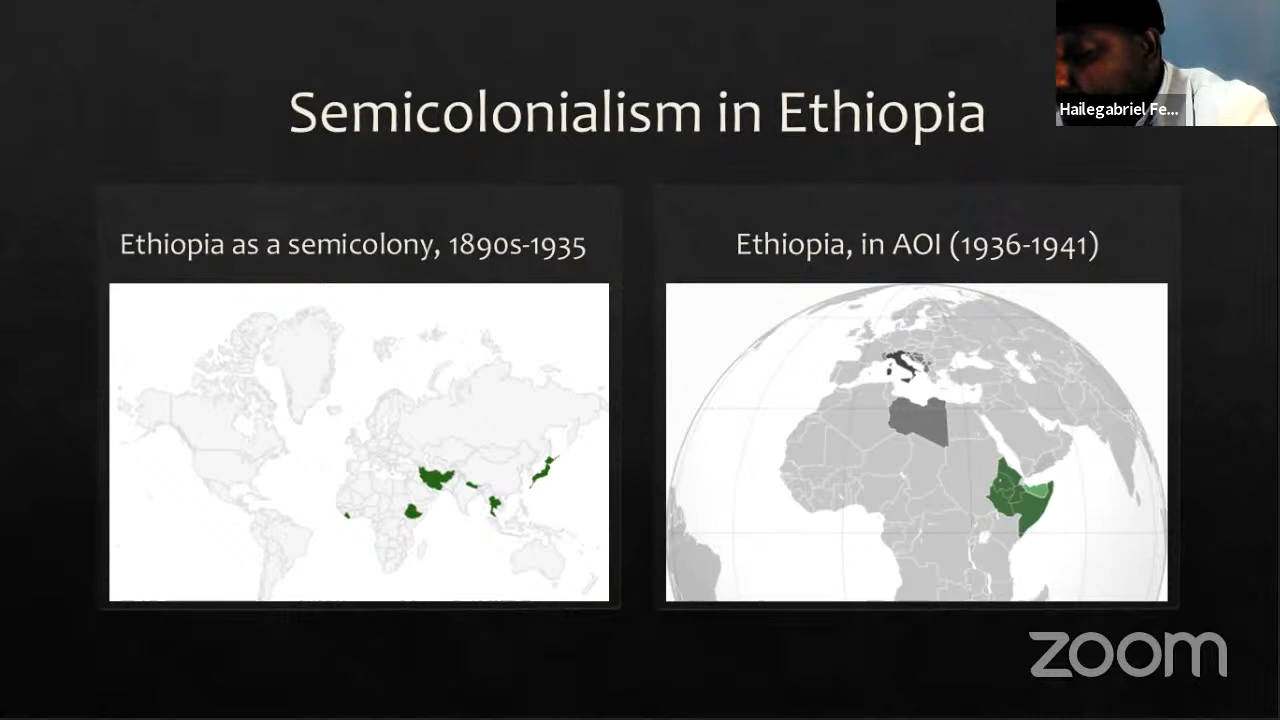 Semicolonialism in Ethiopia
Hailegabriel Fe...
Ethiopia as a semicolony, 1890s-1935
Ethiopia, in AOI (1936-1941)
zoom